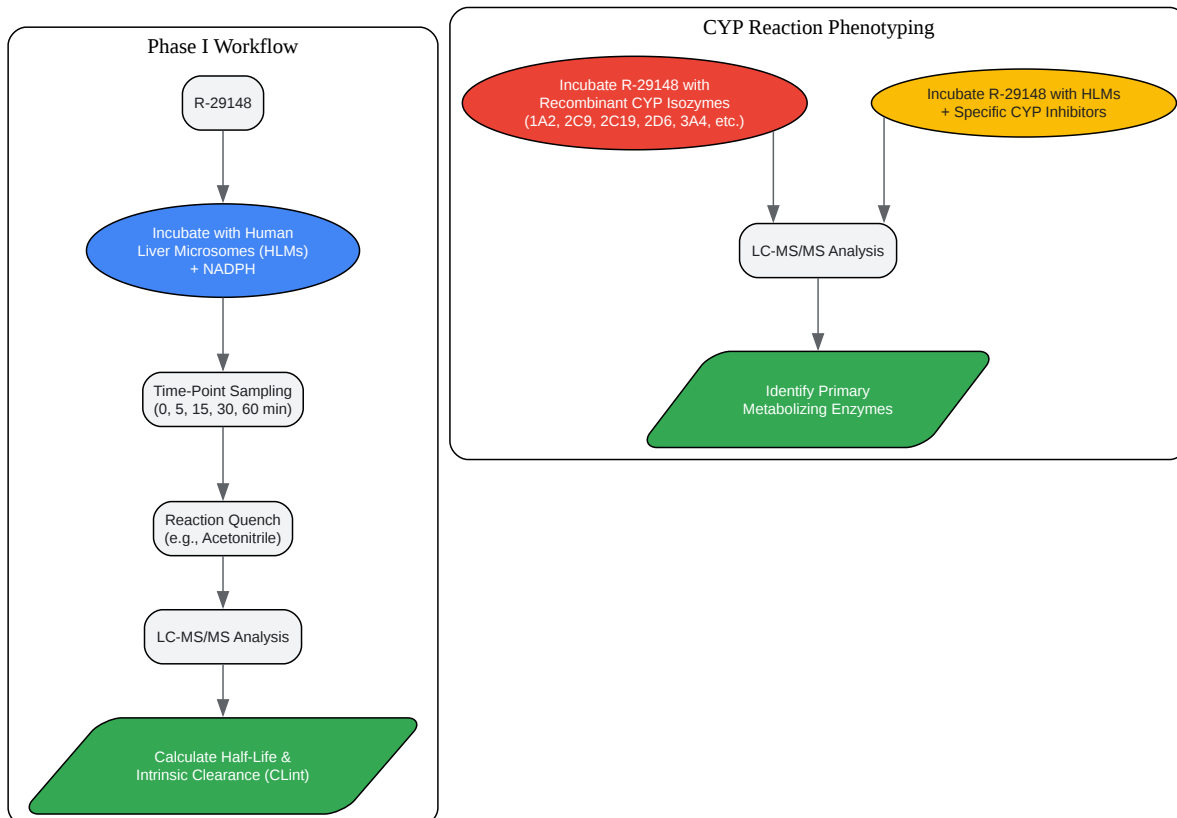 Phase I Workflow
R-29148
Incubate with Human
Liver Microsomes (HLMs)
+ NADPH
Time-Point Sampling
(0, 5, 15, 30, 60 min)
Reaction Quench
(e.g., Acetonitrile)
LC-MS/MS Analysis
Calculate Half-Life &
Intrinsic Clearance (CLint)
CYP Reaction Phenotyping
Incubate R-29148 with
Recombinant CYP Isozymes
(1A2, 2C9, 2C19, 2D6, 3A4, etc.)
Incubate R-29148 with HLMs
+ Specific CYP Inhibitors
LC-MS/MS Analysis
Identify Primary
Metabolizing Enzymes